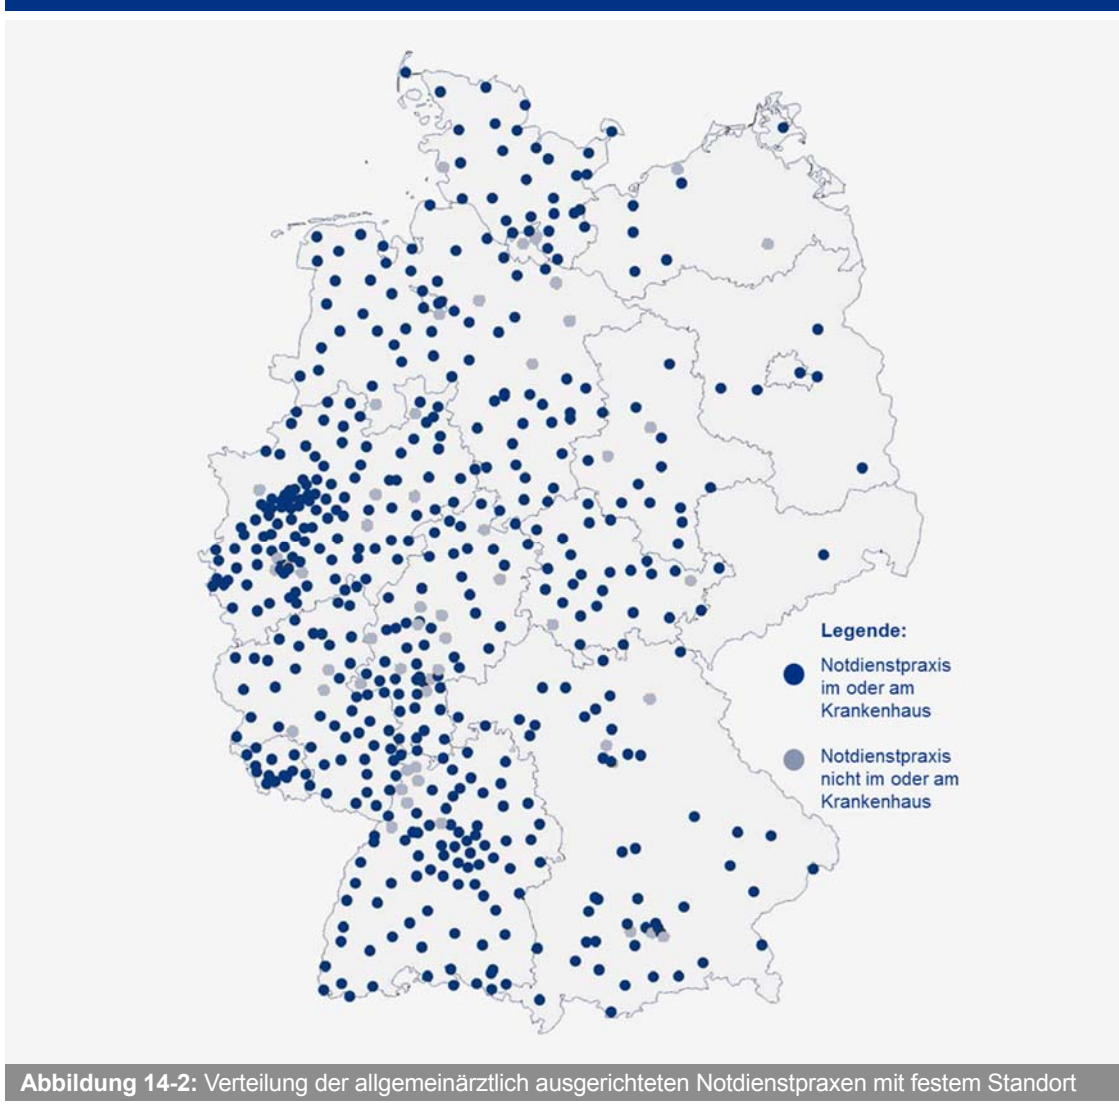 Legende:
Notdienstpraxis
im oder am
Krankenhaus
Notdienstpraxis
nicht im oder am
Krankenhaus
Abbildung 14-2: Verteilung der allgemeinärztlich ausgerichteten Notdienstpraxen mit festem Standort